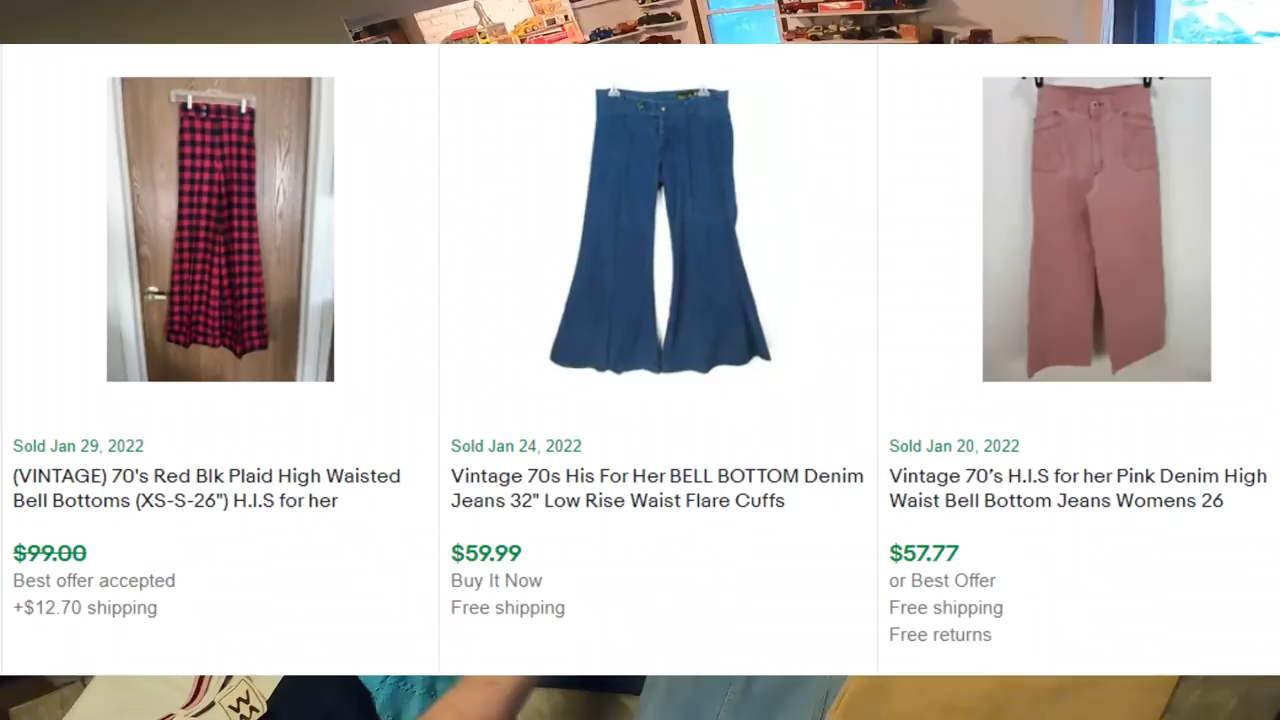 Sold Jan 29, 2022
(VINTAGE) 70's Red Blk Plaid High Waisted
Bell Bottoms (XS-S-26") H.I.S for her
$99.00
Best offer accepted
+$12.70 shipping
Sold Jan 24, 2022
Vintage 70s His For Her BELL BOTTOM Denim
Jeans 32" Low Rise Waist Flare Cuffs
$59.99
Buy It Now
Free shipping
Sold Jan 20, 2022
Vintage 70’s H.I.S for her Pink Denim High
Waist Bell Bottom Jeans Womens 26
$57.77
or Best Offer
Free shipping
Free returns